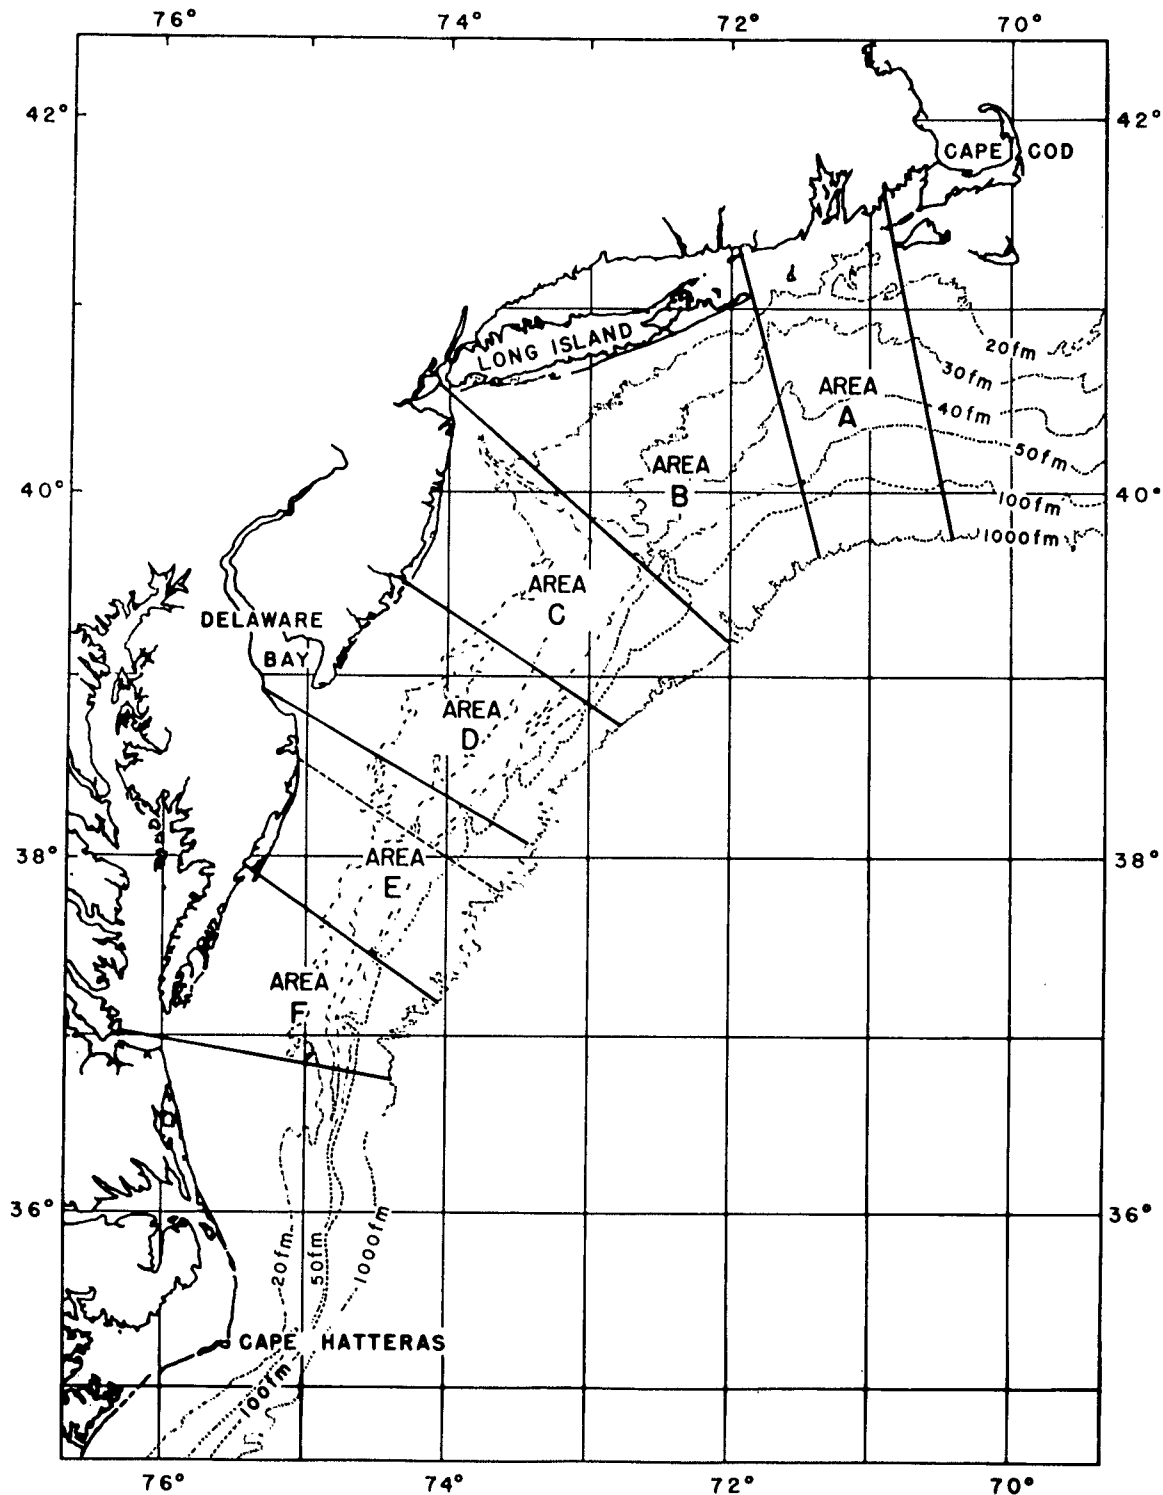 76° 74° 72° 70°
42° 42°
CAPE COD
LONG ISLAND
20fm
30fm
AREA
A
40fm
50fm
AREA
B
40° 40°
100fm
1000fm
AREA
C
DELAWARE
BAY
AREA
D
38° 38°
AREA
E
AREA
F
36° 36°
20fm
50fm
1000fm
CAPE HATTERAS
100fm
76° 74° 72° 70°